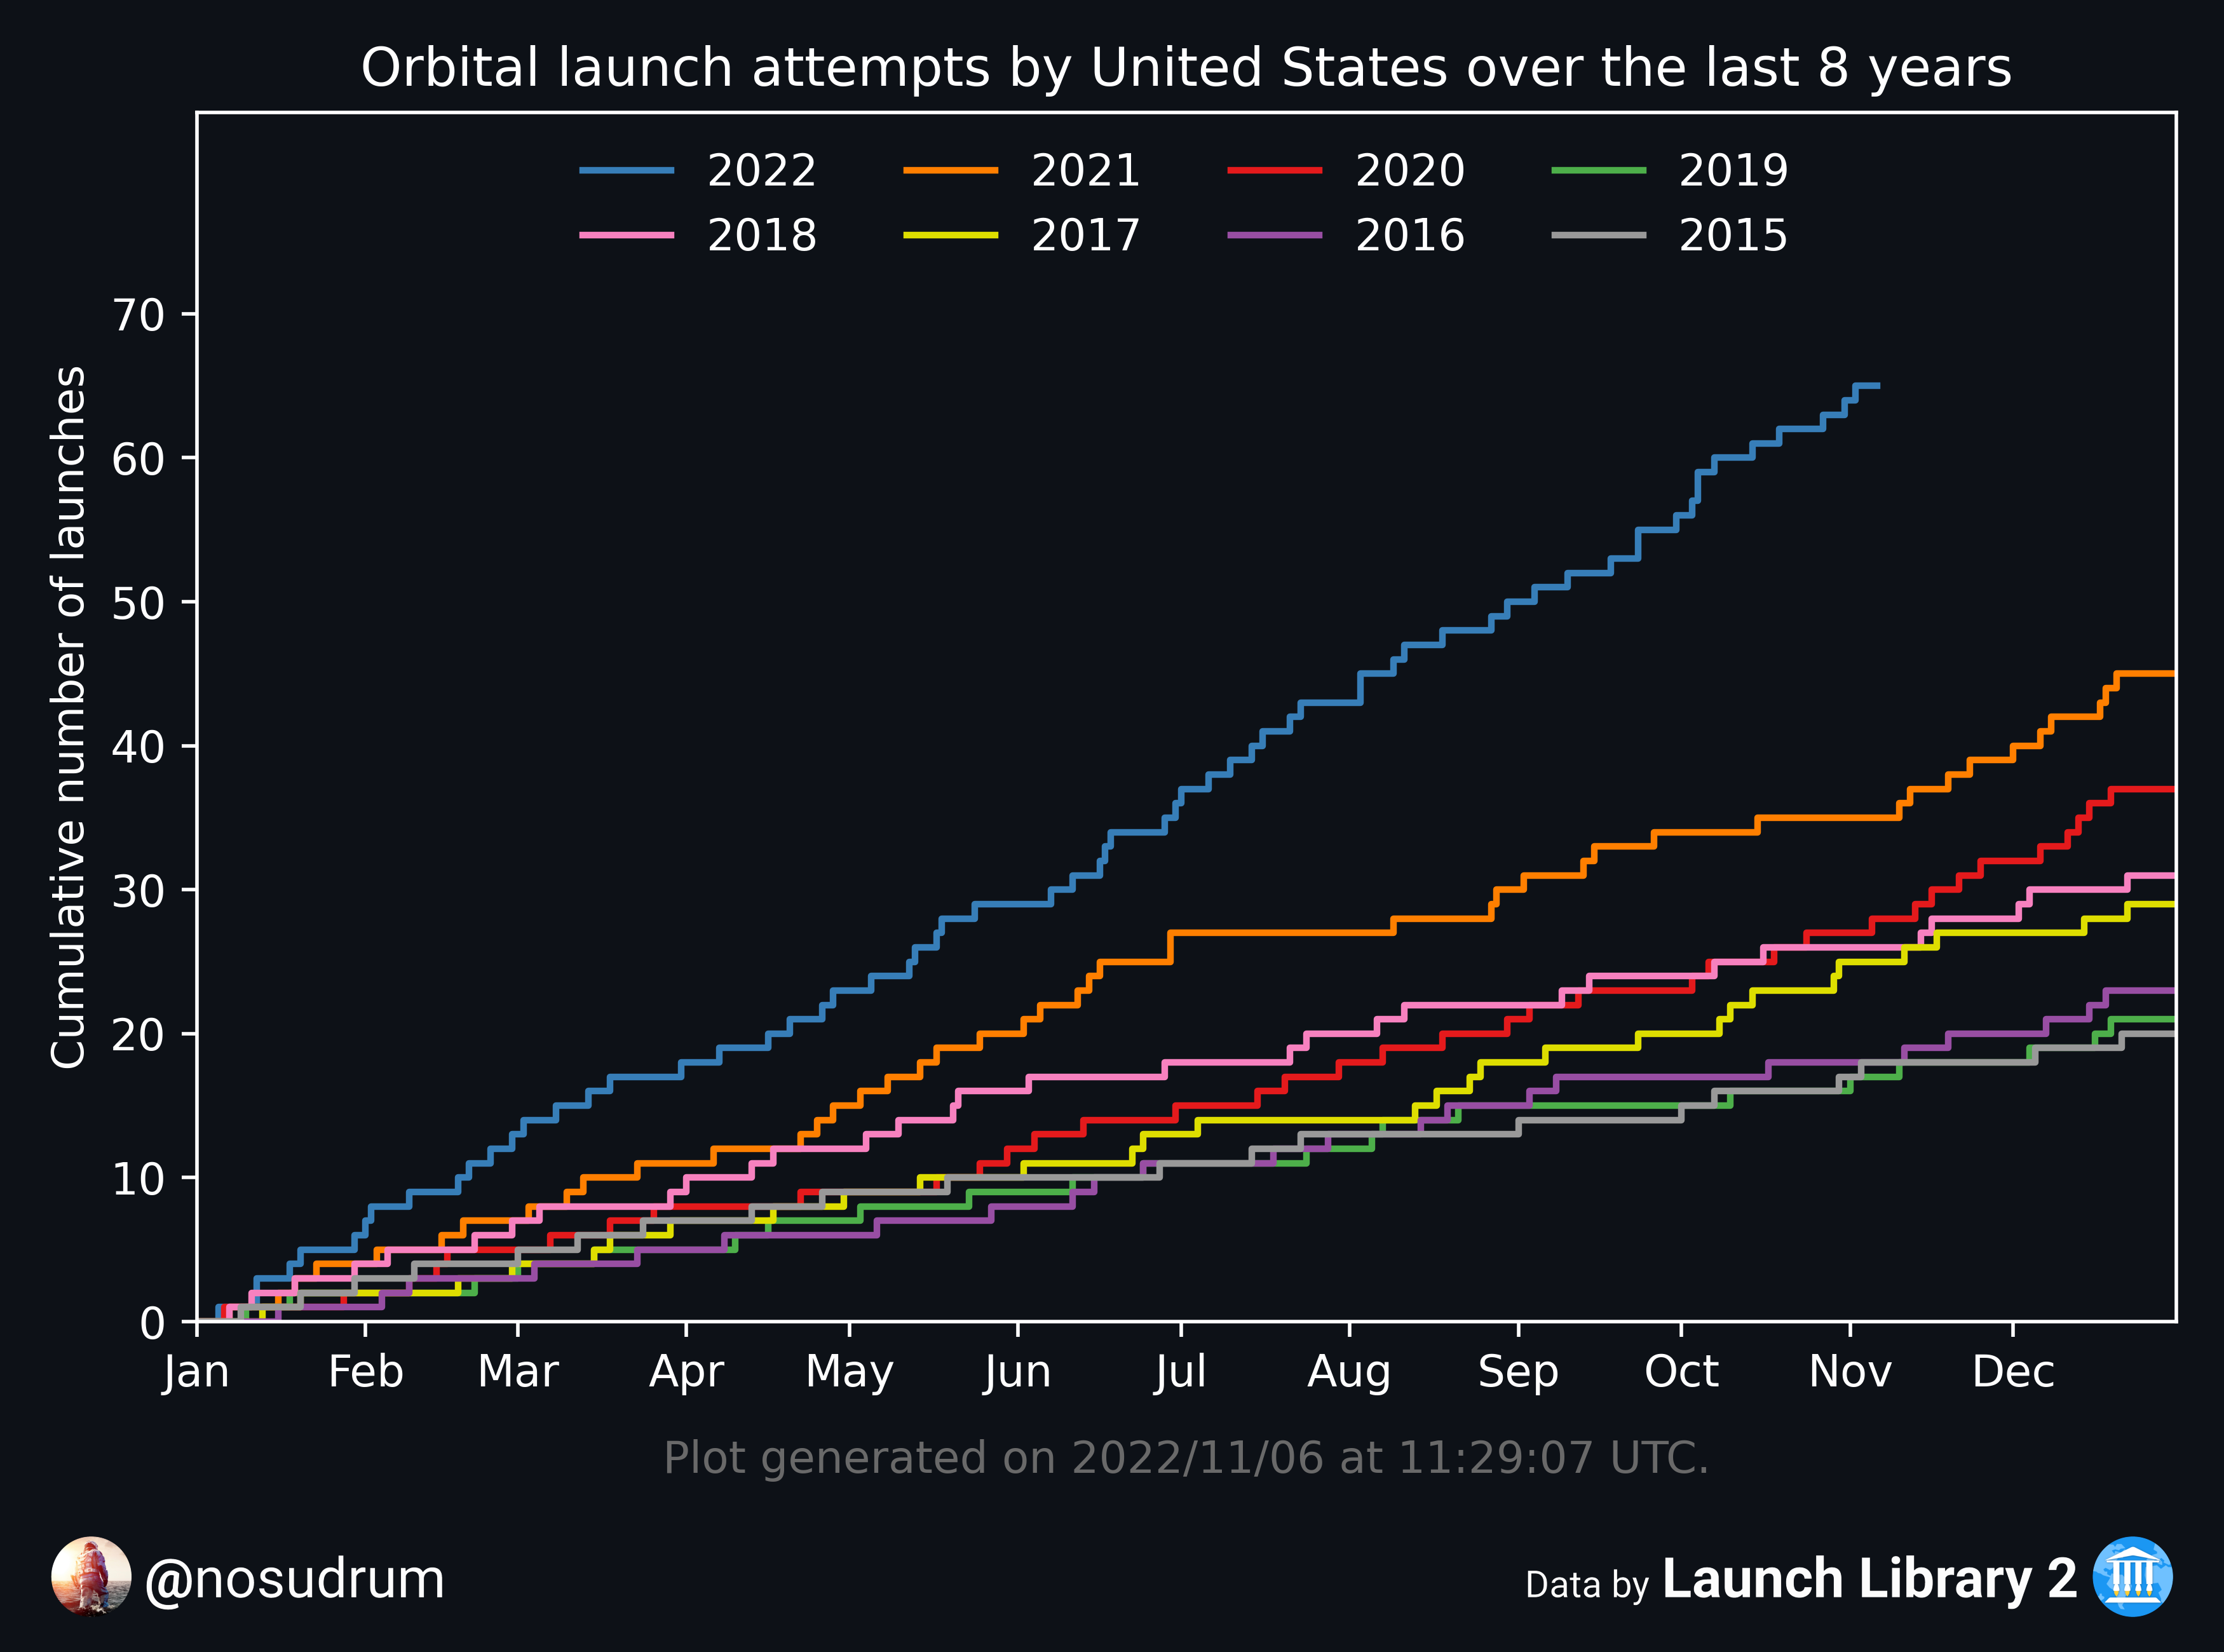 Orbital launch attempts by United States over the last 8 years
2022 2021 2020 2019
2018 2017 2016 2015
Cumulative number of launches
70
60
50
40
30
20
10
0
Jan Feb Mar Apr May Jun Jul Aug Sep Oct Nov Dec
Plot generated on 2022/11/06 at 11:29:07 UTC.
@nosudrum
Data by Launch Library 2